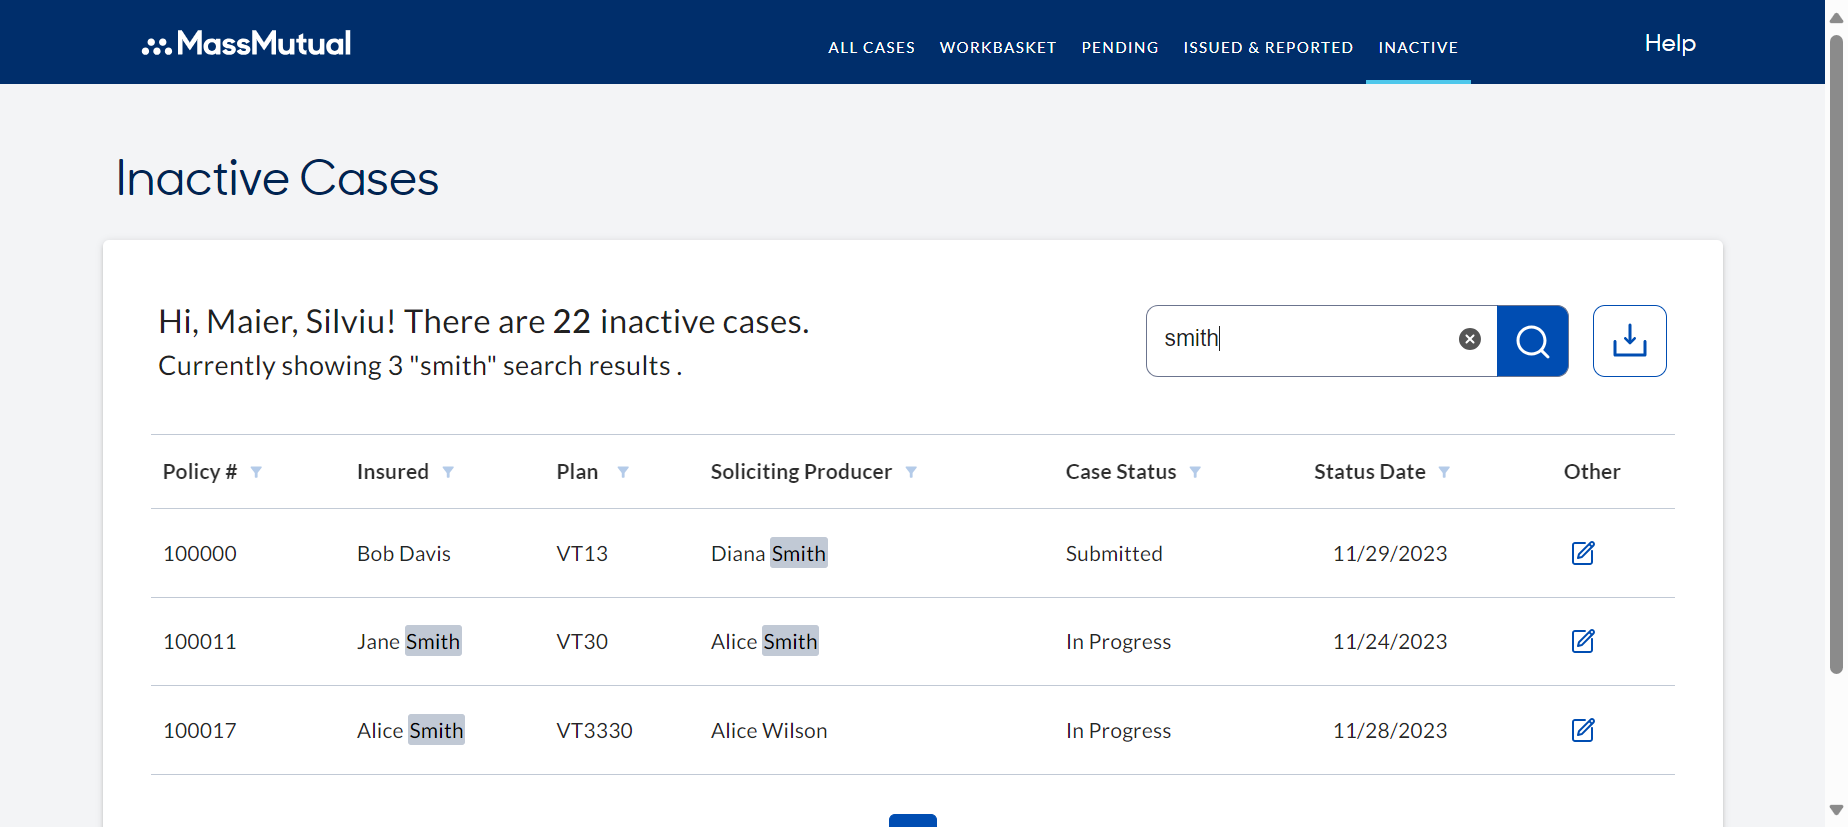 MassMutual
ALL CASES WORKBASKET PENDING ISSUED & REPORTED INACTIVE Help
Inactive Cases
Hi, Maier, Silviu! There are 22 inactive cases.
Currently showing 3 "smith" search results .
smith
Policy # Insured Plan Soliciting Producer Case Status Status Date Other
100000 Bob Davis VT13 Diana Smith Submitted 11/29/2023
100011 Jane Smith VT30 Alice Smith In Progress 11/24/2023
100017 Alice Smith VT3330 Alice Wilson In Progress 11/28/2023